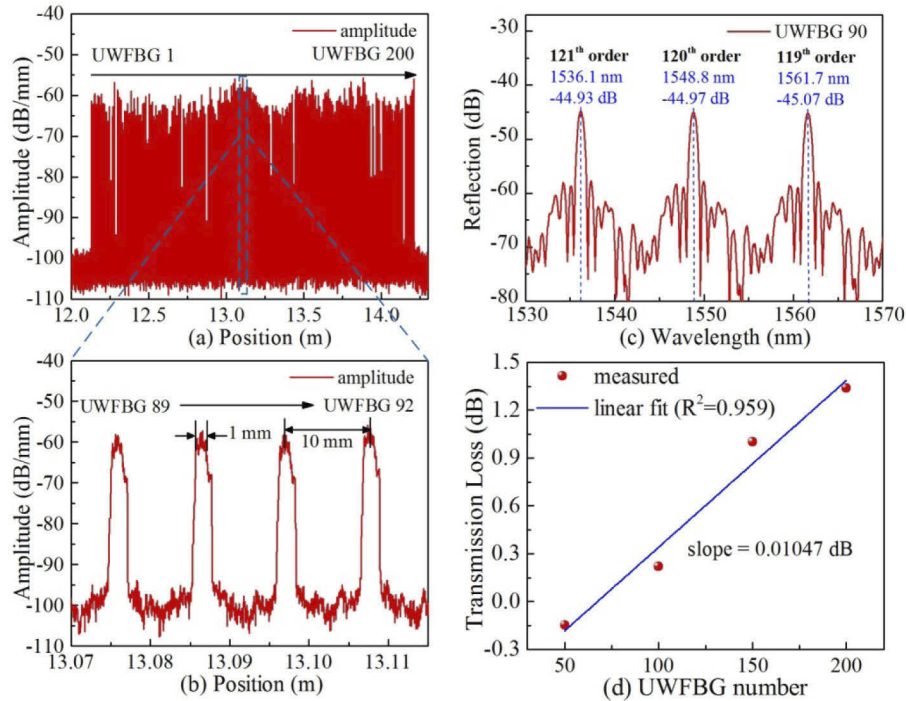 -40
-50
-60
-70
-80
-90
-100
-110
Amplitude (dB/mm)
amplitude
UWFBG 1
UWFBG 200
12.0 12.5 13.0 13.5 14.0
(a) Position (m)
-30
-40
-50
-60
-70
-80
Reflection (dB)
UWFBG 90
121th order
1536.1 nm
-44.93 dB
120th order
1548.8 nm
-44.97 dB
119th order
1561.7 nm
-45.07 dB
1530 1540 1550 1560 1570
(c) Wavelength (nm)
-40
-50
-60
-70
-80
-90
-100
-110
Amplitude (dB/mm)
amplitude
UWFBG 89
UWFBG 92
1 mm
10 mm
13.07 13.08 13.09 13.10 13.11
(b) Position (m)
1.5
1.2
0.9
0.6
0.3
0.0
-0.3
Transmission Loss (dB)
measured
linear fit (R2=0.959)
slope = 0.01047 dB
50 100 150 200
(d) UWFBG number